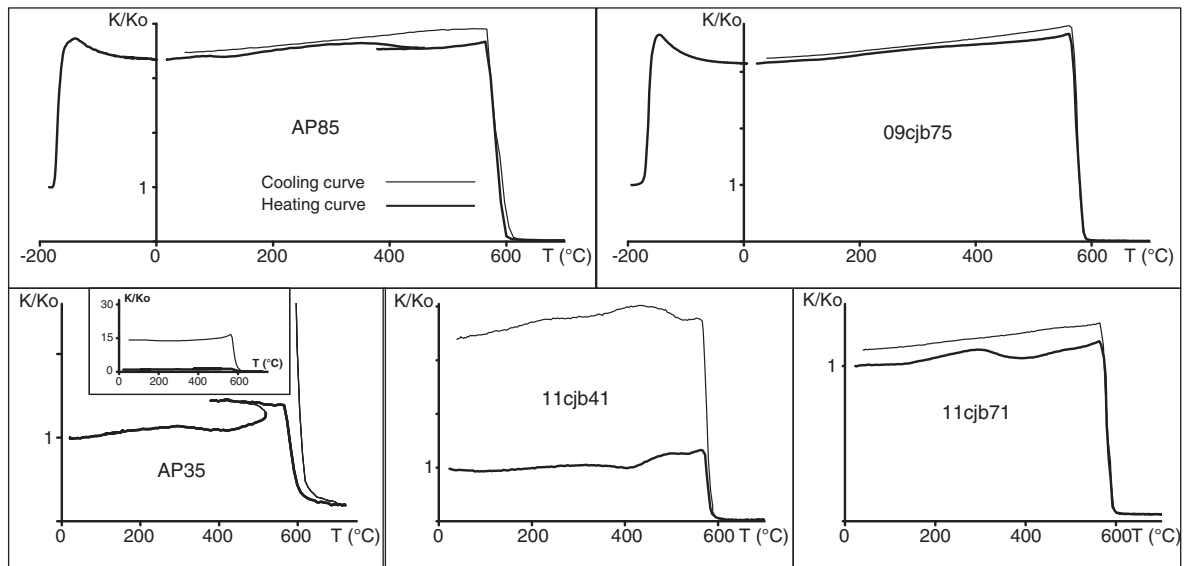 K/Ko
AP85
Cooling curve
Heating curve
1
-200 0 200 400 600 T (°C)
K/Ko
09cjb75
1
-200 0 200 400 600 T (°C)
K/Ko
K/Ko
30
15
0
T (°C)
0 200 400 600
1
AP35
0 200 400 600 T (°C)
K/Ko
11cjb41
1
0 200 400 600 T (°C)
K/Ko
1
11cjb71
0 200 400 600T (°C)